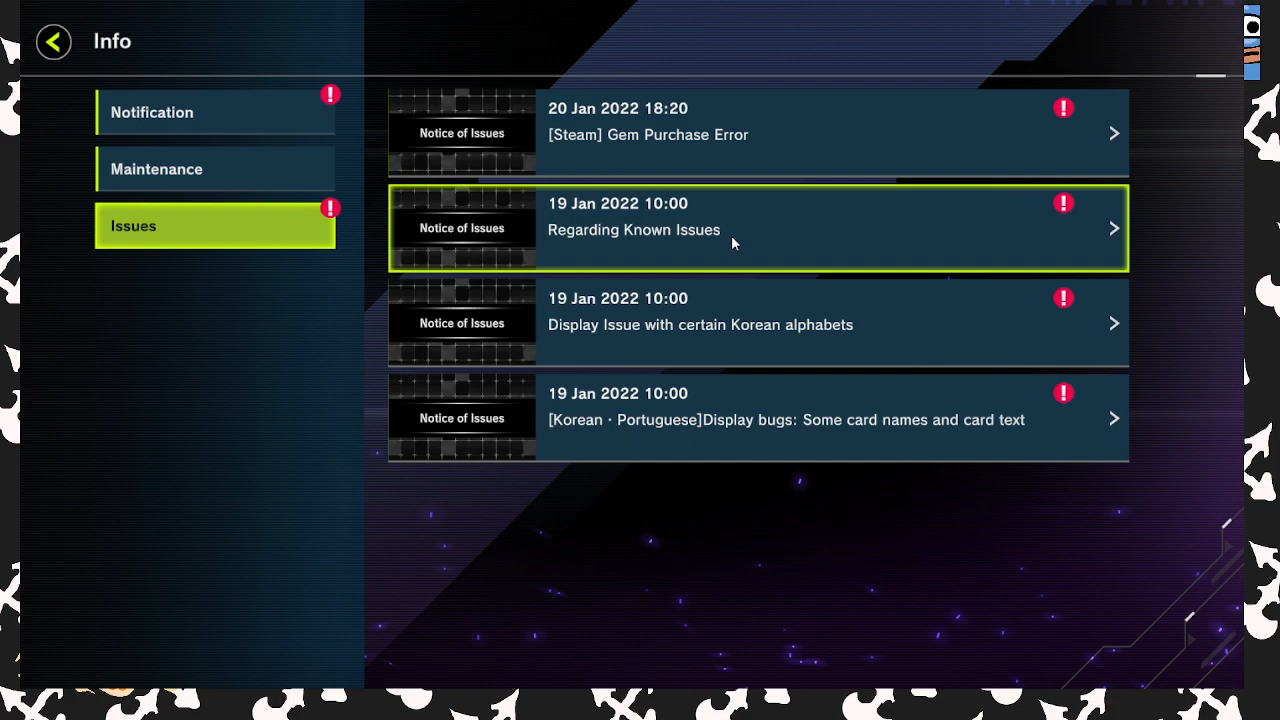 Info
Notification
Maintenance
Issues
Notice of Issues
20 Jan 2022 18:20
[Steam] Gem Purchase Error
Notice of Issues
19 Jan 2022 10:00
Regarding Known Issues
Notice of Issues
19 Jan 2022 10:00
Display Issue with certain Korean alphabets
Notice of Issues
19 Jan 2022 10:00
[Korean・Portuguese]Display bugs: Some card names and card text